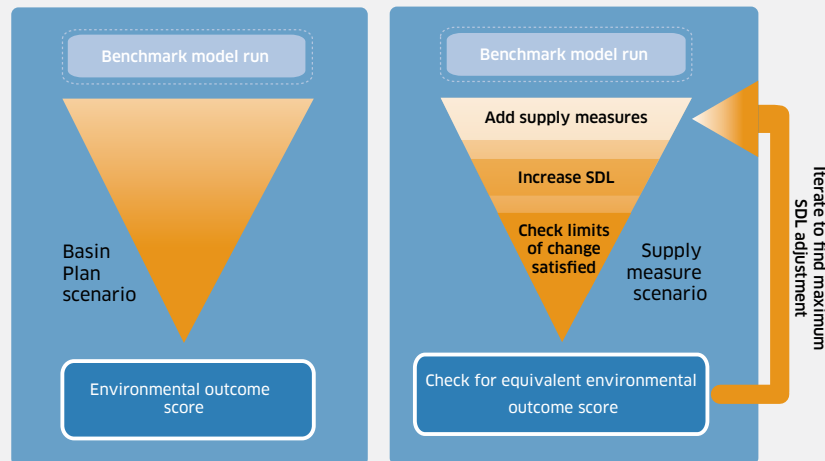 Benchmark model run
Basin
Plan
scenario
Environmental outcome
score
Benchmark model run
Add supply measures
Increase SDL
Check limits
of change
satisfied
Supply
measure
scenario
Check for equivalent environmental
outcome score
Iterate to find maximum
SDL adjustment